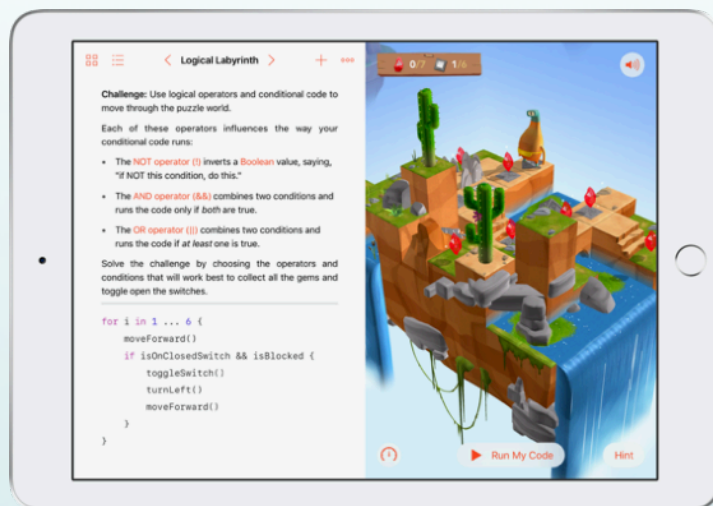 Logical Labyrinth
0/7 1/6
Challenge: Use logical operators and conditional code to
move through the puzzle world.
Each of these operators influences the way your
conditional code runs:
• The NOT operator (!) inverts a Boolean value, saying,
"if NOT this condition, do this."
• The AND operator (&&) combines two conditions and
runs the code only if both are true.
• The OR operator (||) combines two conditions and
runs the code if at least one is true.
Solve the challenge by choosing the operators and
conditions that will work best to collect all the gems and
toggle open the switches.
for i in 1 ... 6 {
moveForward()
if isOnClosedSwitch && isBlocked {
toggleSwitch()
turnLeft()
moveForward()
}
}
Run My Code
Hint